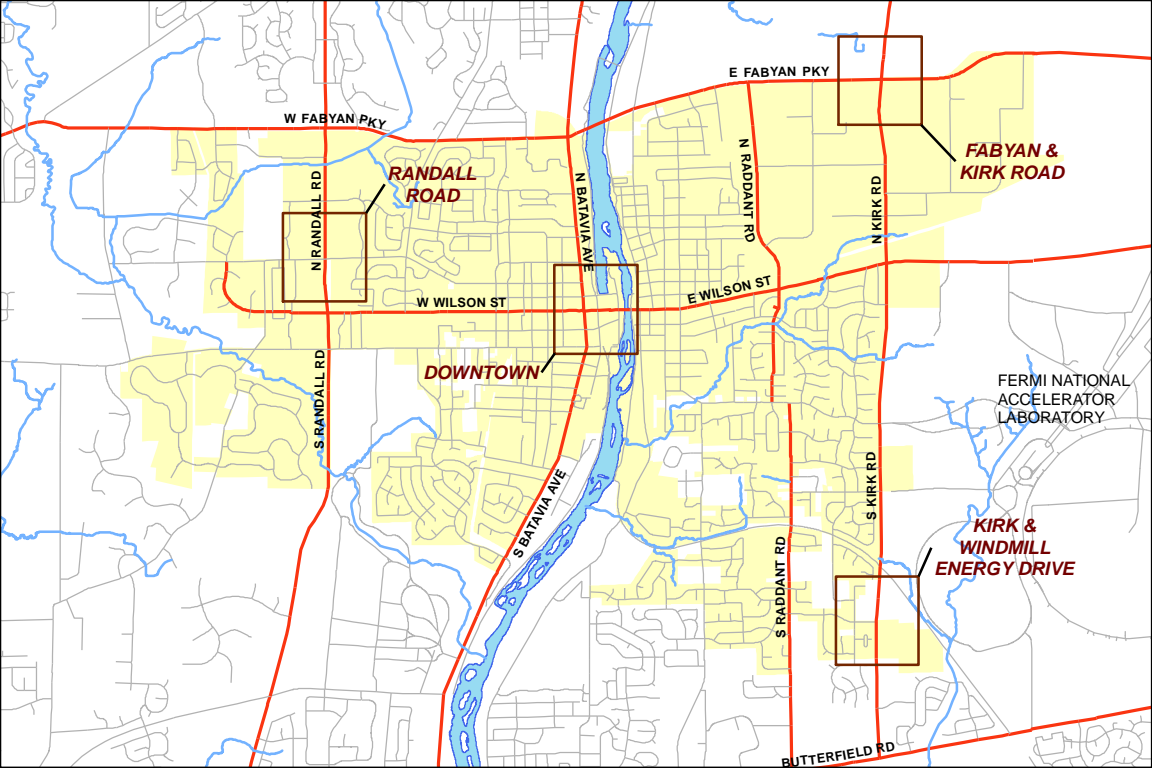 E FABYAN PKY
W FABYAN PKY
FABYAN &
KIRK ROAD
N RADDANT RD
RANDALL
ROAD
N RANDALL RD
N BATAVIA AVE
N KIRK RD
E WILSON ST
W WILSON ST
DOWNTOWN
S RANDALL RD
FERMI NATIONAL
ACCELERATOR
LABORATORY
S KIRK RD
S BATAVIA AVE
KIRK &
WINDMILL
ENERGY DRIVE
S RADDANT RD
BUTTERFIELD RD